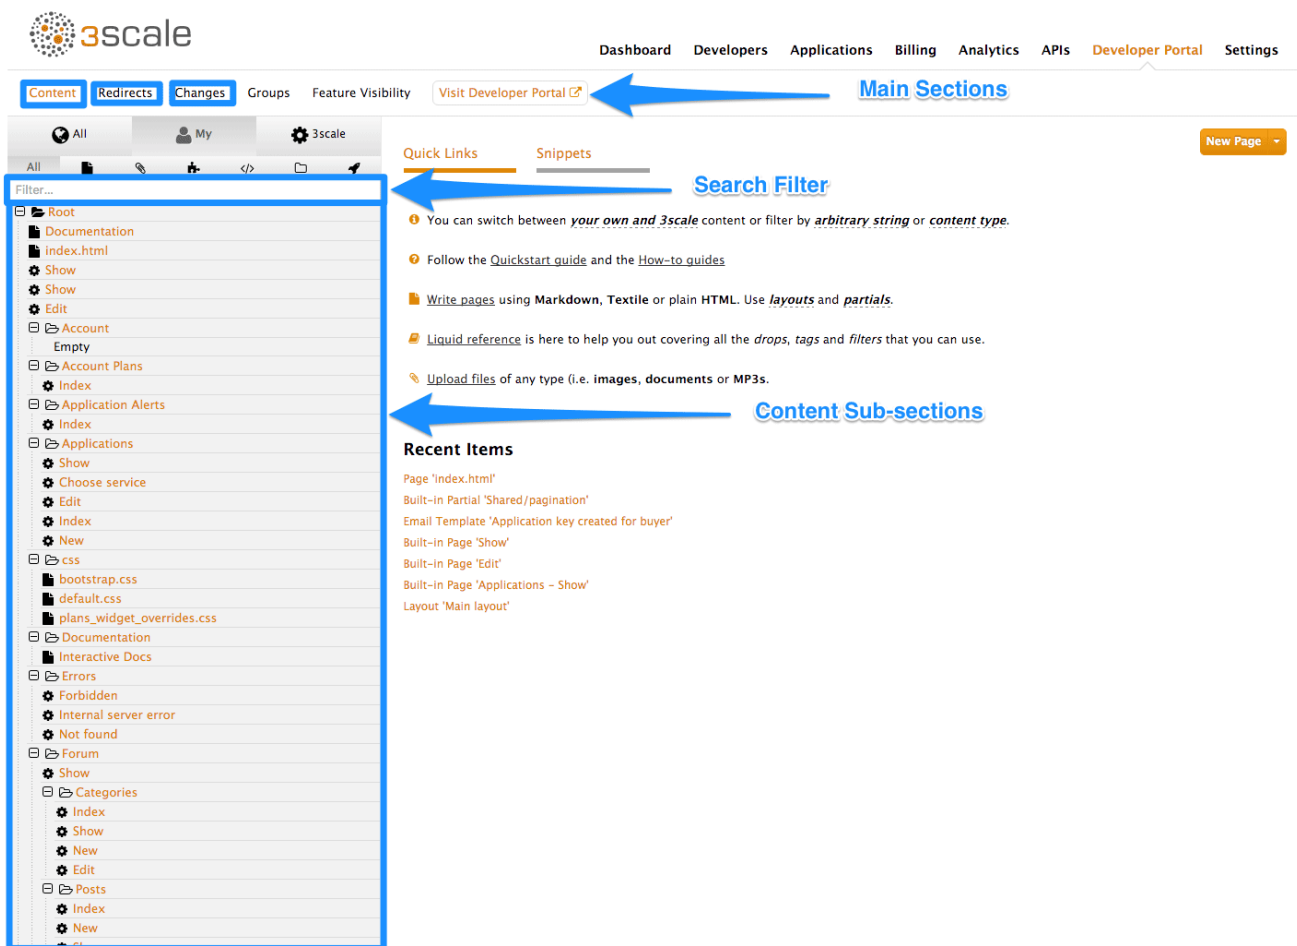 3scale
Dashboard Developers Applications Billing Analytics APIs Developer Portal Settings
Content Redirects Changes Groups Feature Visibility Visit Developer Portal
Main Sections
All My 3scale
All
Filter...
Root
Documentation
index.html
Show
Show
Edit
Account
Empty
Account Plans
Index
Application Alerts
Index
Applications
Show
Choose service
Edit
Index
New
css
bootstrap.css
default.css
plans_widget_overrides.css
Documentation
Interactive Docs
Errors
Forbidden
Internal server error
Not found
Forum
Show
Categories
Index
Show
New
Edit
Posts
Index
New
New Page
Quick Links Snippets
Search Filter
You can switch between your own and 3scale content or filter by arbitrary string or content type.
Follow the Quickstart guide and the How-to guides
Write pages using Markdown, Textile or plain HTML. Use layouts and partials.
Liquid reference is here to help you out covering all the drops, tags and filters that you can use.
Upload files of any type (i.e. images, documents or MP3s.
Content Sub-sections
Recent Items
Page 'index.html'
Built-in Partial 'Shared/pagination'
Email Template 'Application key created for buyer'
Built-in Page 'Show'
Built-in Page 'Edit'
Built-in Page 'Applications - Show'
Layout 'Main layout'